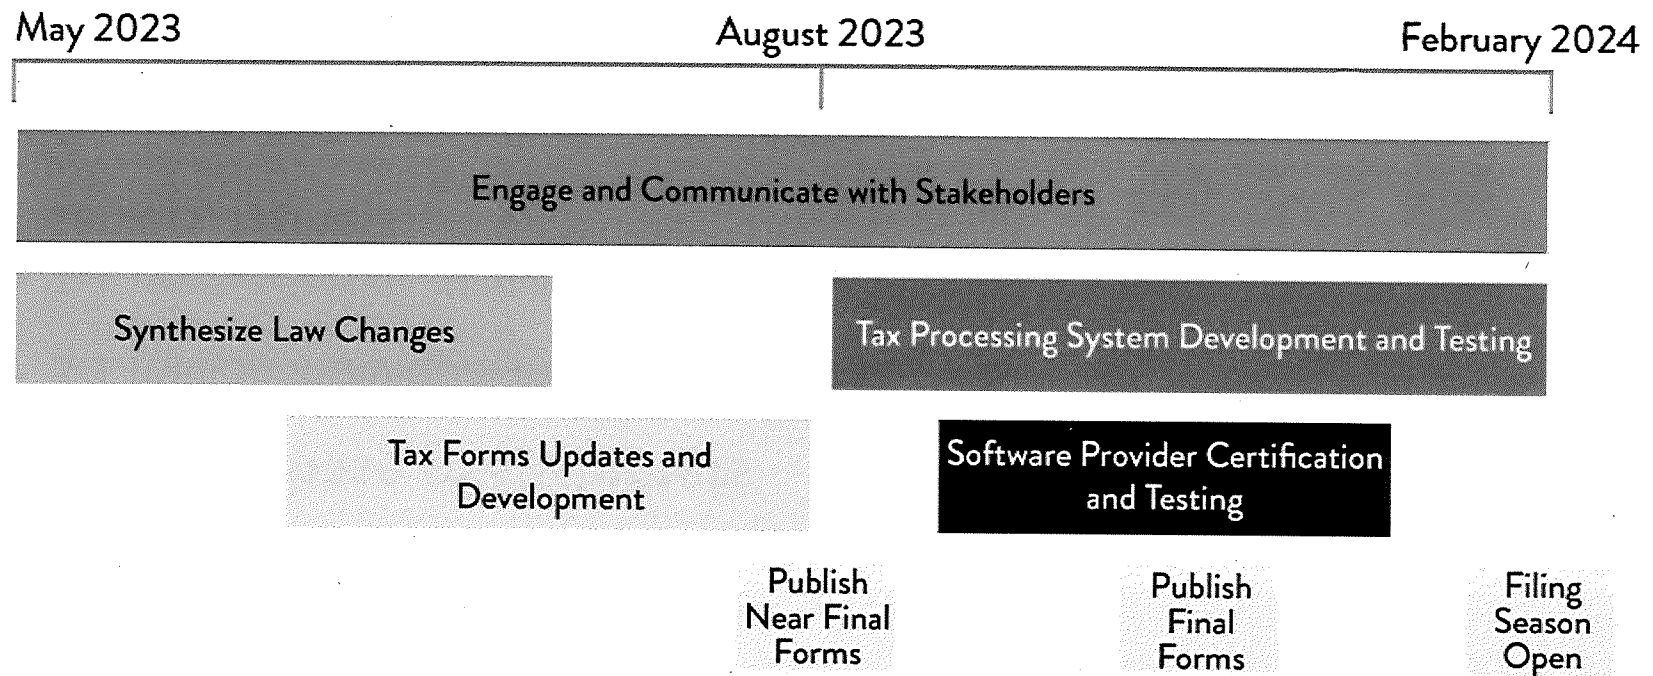 May 2023
August 2023
February 2024
Engage and Communicate with Stakeholders
Synthesize Law Changes
Tax Processing System Development and Testing
Tax Forms Updates and
Development
Software Provider Certification
and Testing
Publish
Near Final
Forms
Publish
Final
Forms
Filing
Season
Open